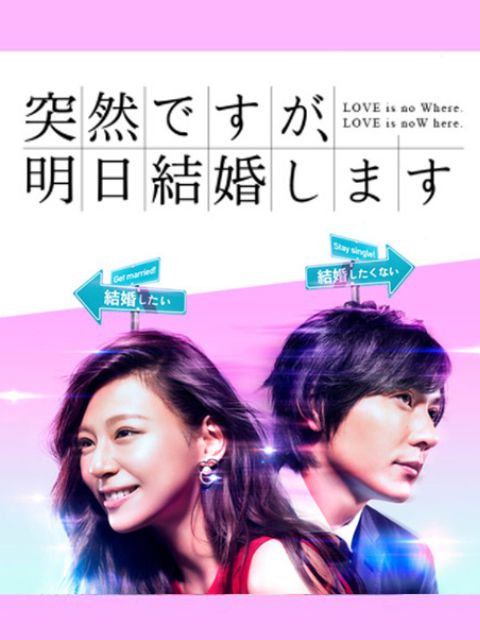 突然ですが、
LOVE is no Where.
LOVE is noW here.
明日結婚します
Get married!
結婚したい
Stay single!
結婚したくない